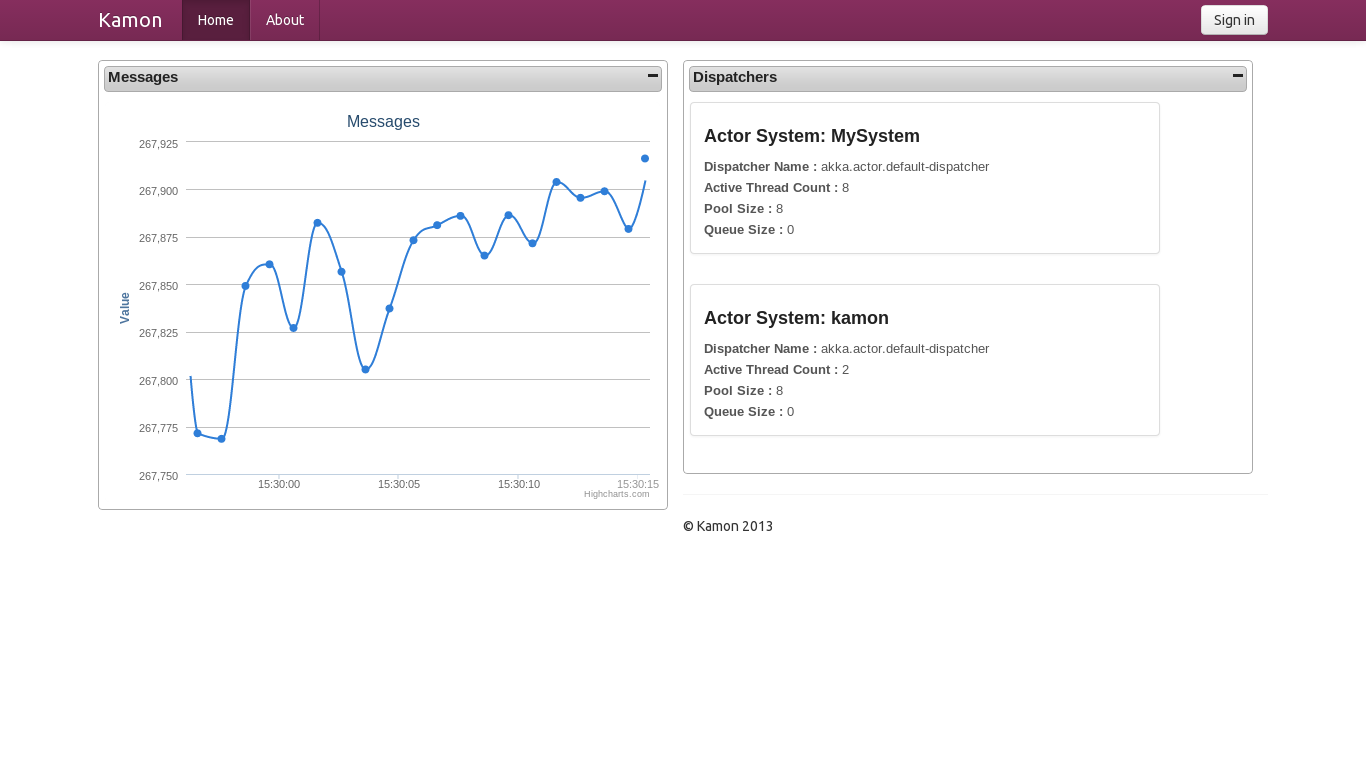 Kamon Home About Sign in
Messages
Messages
Value
267,925
267,900
267,875
267,850
267,825
267,800
267,775
267,750
15:30:00 15:30:05 15:30:10 15:30:15
Highcharts.com
Dispatchers
Actor System: MySystem
Dispatcher Name : akka.actor.default-dispatcher
Active Thread Count : 8
Pool Size : 8
Queue Size : 0
Actor System: kamon
Dispatcher Name : akka.actor.default-dispatcher
Active Thread Count : 2
Pool Size : 8
Queue Size : 0
© Kamon 2013